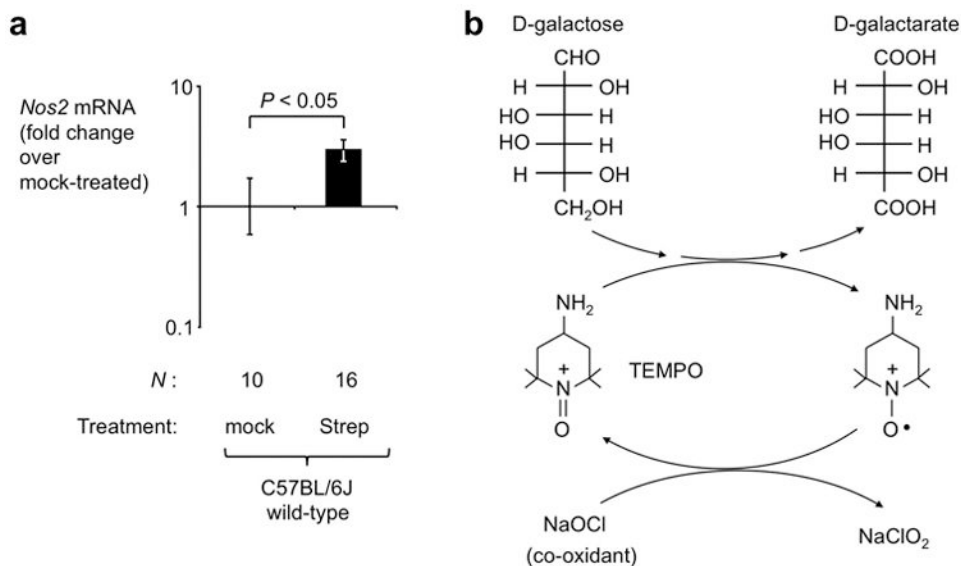 a
Nos2 mRNA
(fold change
over
mock-treated)
10
1
0.1
P < 0.05
N : 10 16
Treatment: mock Strep
C57BL/6J
wild-type
b
D-galactose D-galactarate
CHO COOH
H OH H OH
HO H HO H
HO H HO H
H OH H OH
CH2OH COOH
NH2 NH2
+ TEMPO +
N N
O O •
NaOCl NaClO2
(co-oxidant)